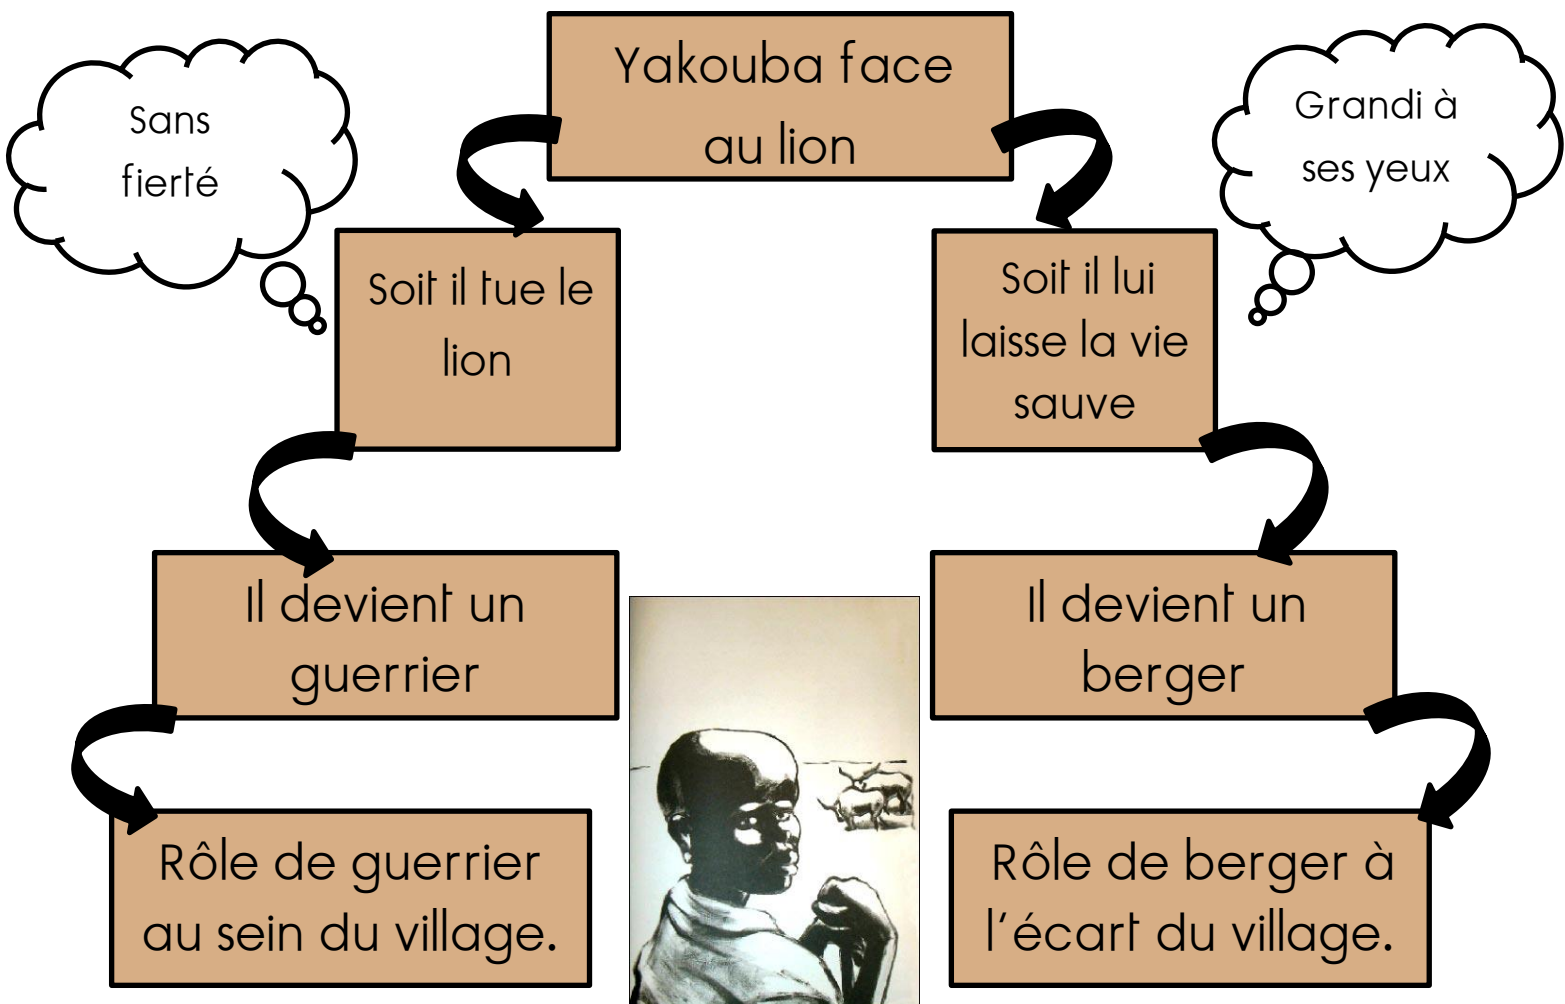 Yakouba face
au lion
Sans
fierté
Grandi à
ses yeux
Soit il tue le
lion
Soit il lui
laisse la vie
sauve
Il devient un
guerrier
Il devient un
berger
Rôle de guerrier
au sein du village.
Rôle de berger à
l'écart du village.